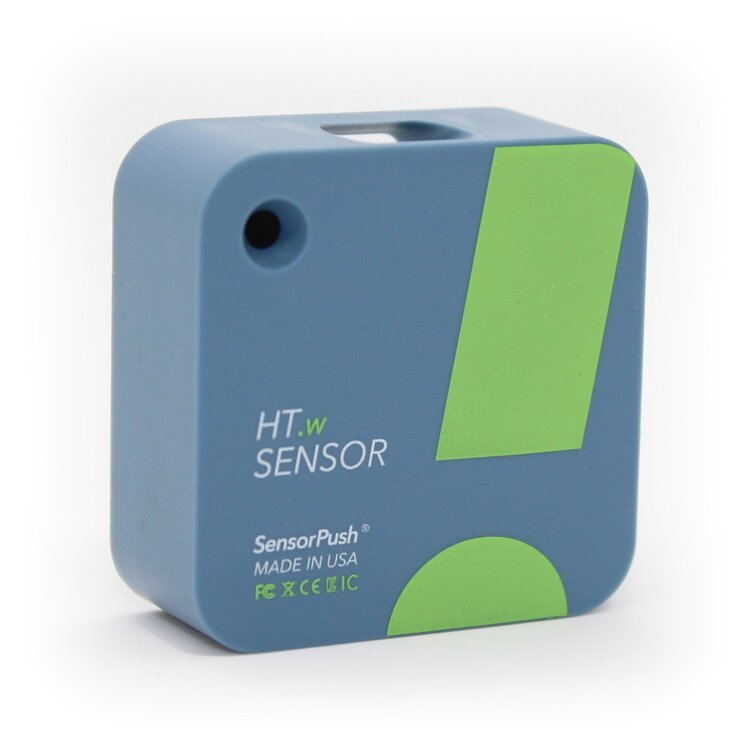 HT.w
SENSOR
SensorPush®
MADE IN USA
FC CE IC